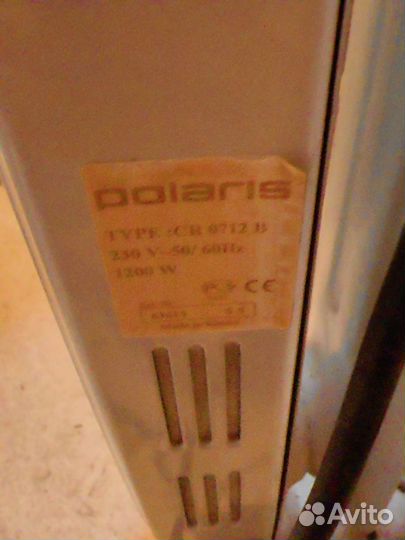 polaris
TYPE :CR 0712 B
230 V~50/ 60Hz
1200 W
CE
Avito